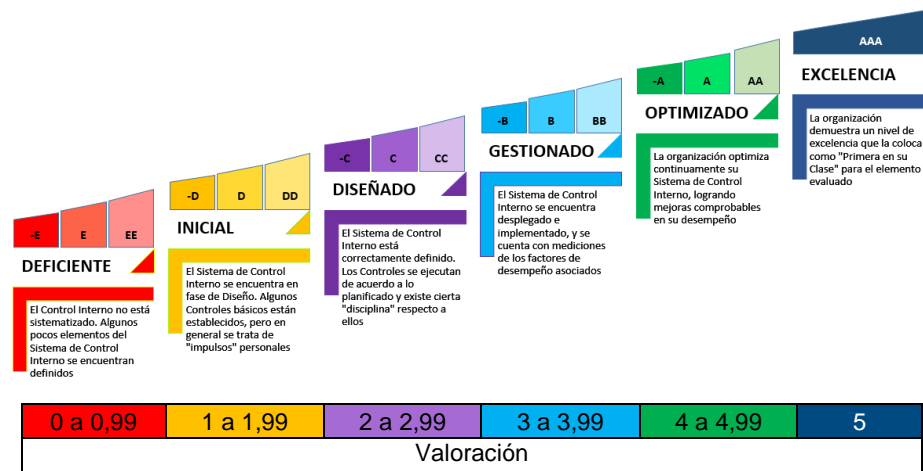 -E E EE
DEFICIENTE
El Control Interno no está
sistematizado. Algunos
pocos elementos del
Sistema de Control
Interno se encuentran
definidos
-D D DD
INICIAL
El Sistema de Control
Interno se encuentra en
fase de Diseño. Algunos
Controles básicos están
establecidos, pero en
general se trata de
"impulsos" personales
-C C CC
DISEÑADO
El Sistema de Control
Interno está
correctamente definido.
Los Controles se ejecutan
de acuerdo a lo
planificado y existe cierta
"disciplina" respecto a
ellos
-B B BB
GESTIONADO
El Sistema de Control
Interno se encuentra
desplegado e
implementado, y se
cuenta con mediciones
de los factores de
desempeño asociados
-A A AA
OPTIMIZADO
La organización optimiza
continuamente su
Sistema de Control
Interno, logrando
mejoras comprobables
en su desempeño
AAA
EXCELENCIA
La organización
demuestra un nivel de
excelencia que la coloca
como "Primera en su
Clase" para el elemento
evaluado
0 a 0,99 1 a 1,99 2 a 2,99 3 a 3,99 4 a 4,99 5
Valoración